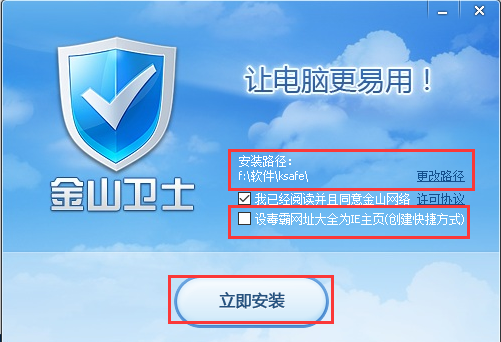 让电脑更易用！
金山卫士
安装路径：
f:\软件\ksafe\ 更改路径
我已经阅读并且同意金山网络 许可协议
设毒霸网址大全为IE主页(创建快捷方式)
立即安装